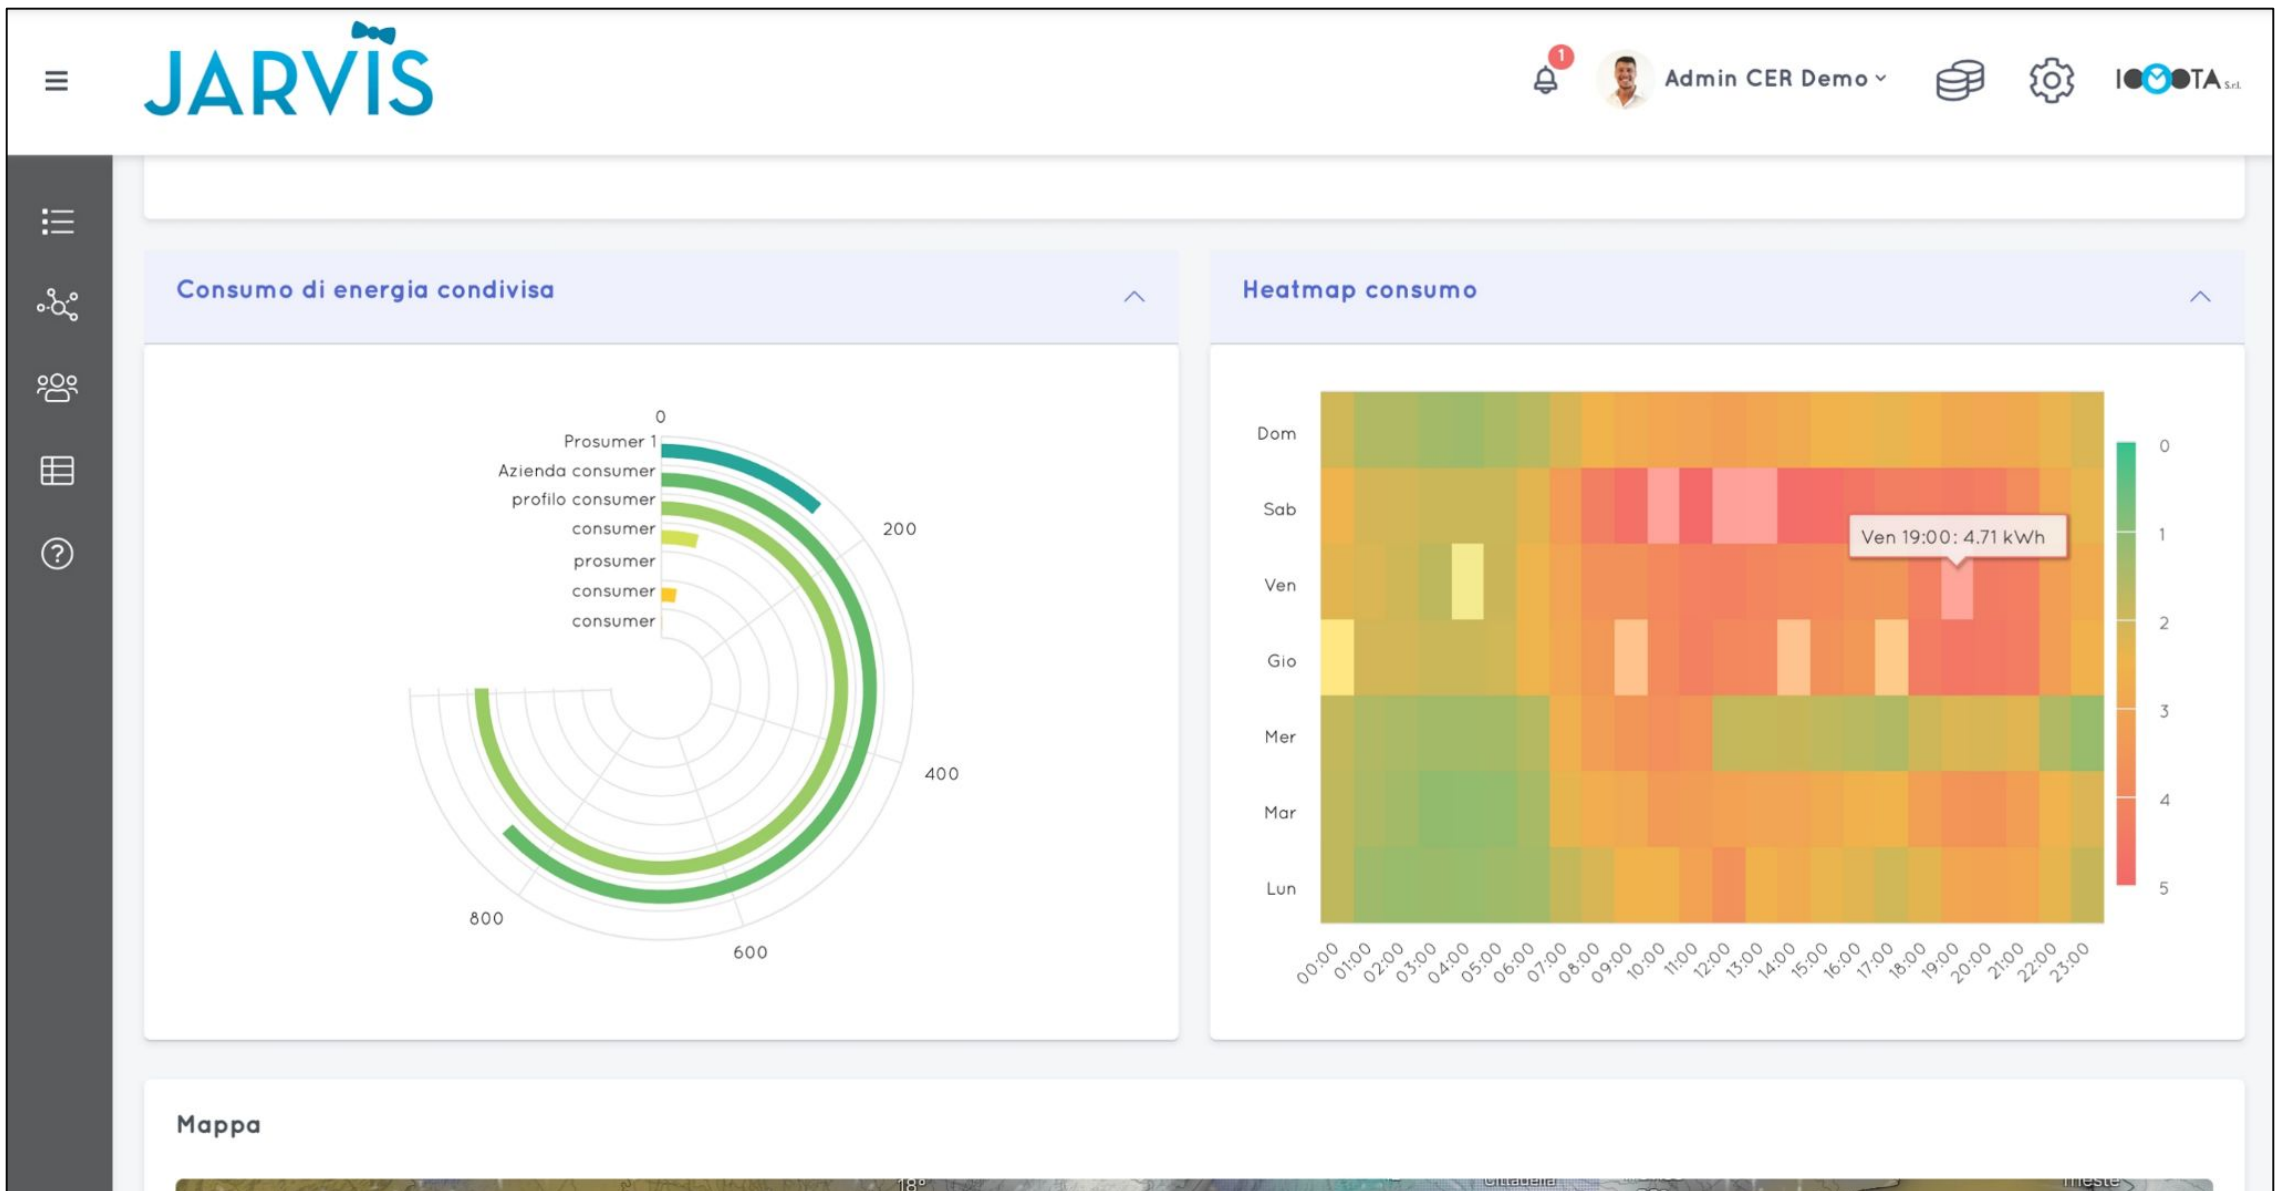 JARVIS
1
Admin CER Demo
IOMOTA S.r.l.
Consumo di energia condivisa
0
Prosumer 1
Azienda consumer
profilo consumer
consumer
prosumer
consumer
consumer
200
400
600
800
Heatmap consumo
Dom
Sab
Ven
Gio
Mer
Mar
Lun
Ven 19:00: 4.71 kWh
00:00 01:00 02:00 03:00 04:00 05:00 06:00 07:00 08:00 09:00 10:00 11:00 12:00 13:00 14:00 15:00 16:00 17:00 18:00 19:00 20:00 21:00 22:00 23:00
0
1
2
3
4
5
Mappa
18°
Cittadella
Trieste